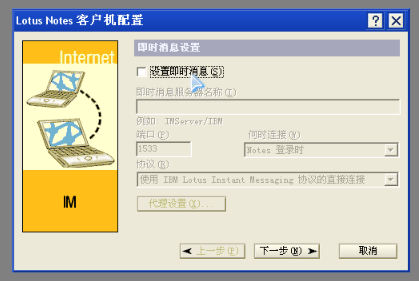 Lotus Notes 客户机配置
Internet
IM
即时消息设置
设置即时消息(S)
即时消息服务器名称(I)
例如 IMServer/IBM
端口(P)
何时连接(W)
1533
Notes 登录时
协议(R)
使用 IBM Lotus Instant Messaging 协议的直接连接
代理设置(X)...
上一步(P)
下一步(N)
取消